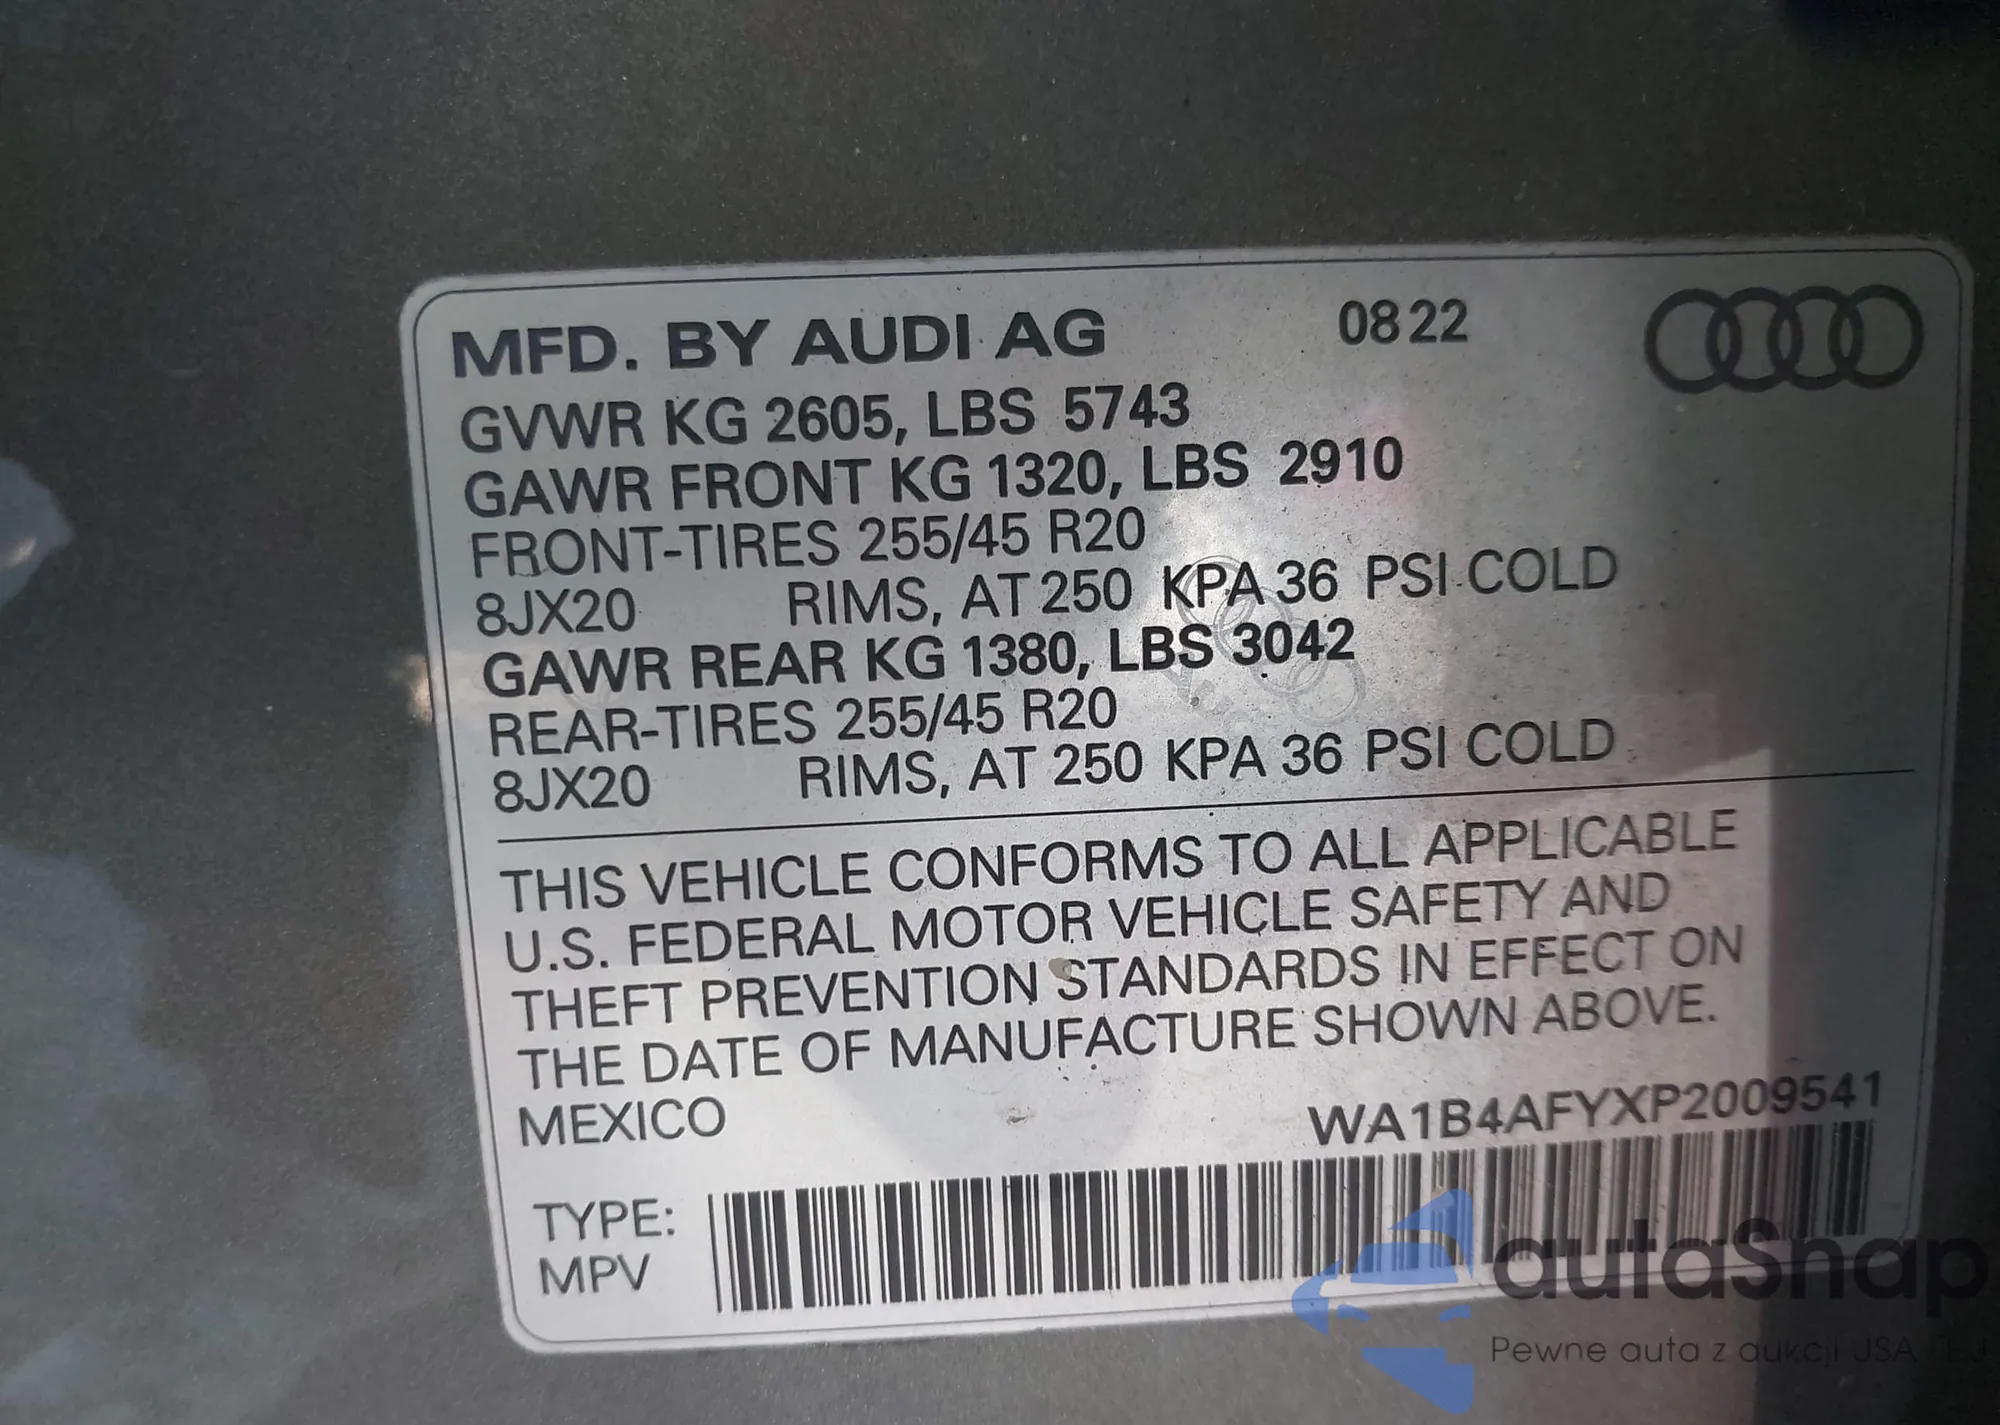 MFD. BY AUDI AG 0822
GVWR KG 2605, LBS 5743
GAWR FRONT KG 1320, LBS 2910
FRONT-TIRES 255/45 R20
8JX20 RIMS, AT 250 KPA 36 PSI COLD
GAWR REAR KG 1380, LBS 3042
REAR-TIRES 255/45 R20
8JX20 RIMS, AT 250 KPA 36 PSI COLD
THIS VEHICLE CONFORMS TO ALL APPLICABLE
U.S. FEDERAL MOTOR VEHICLE SAFETY AND
THEFT PREVENTION STANDARDS IN EFFECT ON
THE DATE OF MANUFACTURE SHOWN ABOVE.
MEXICO WA1B4AFYXP2009541
TYPE:
MPV
autaSnap
Pewne auta z aukcji USA